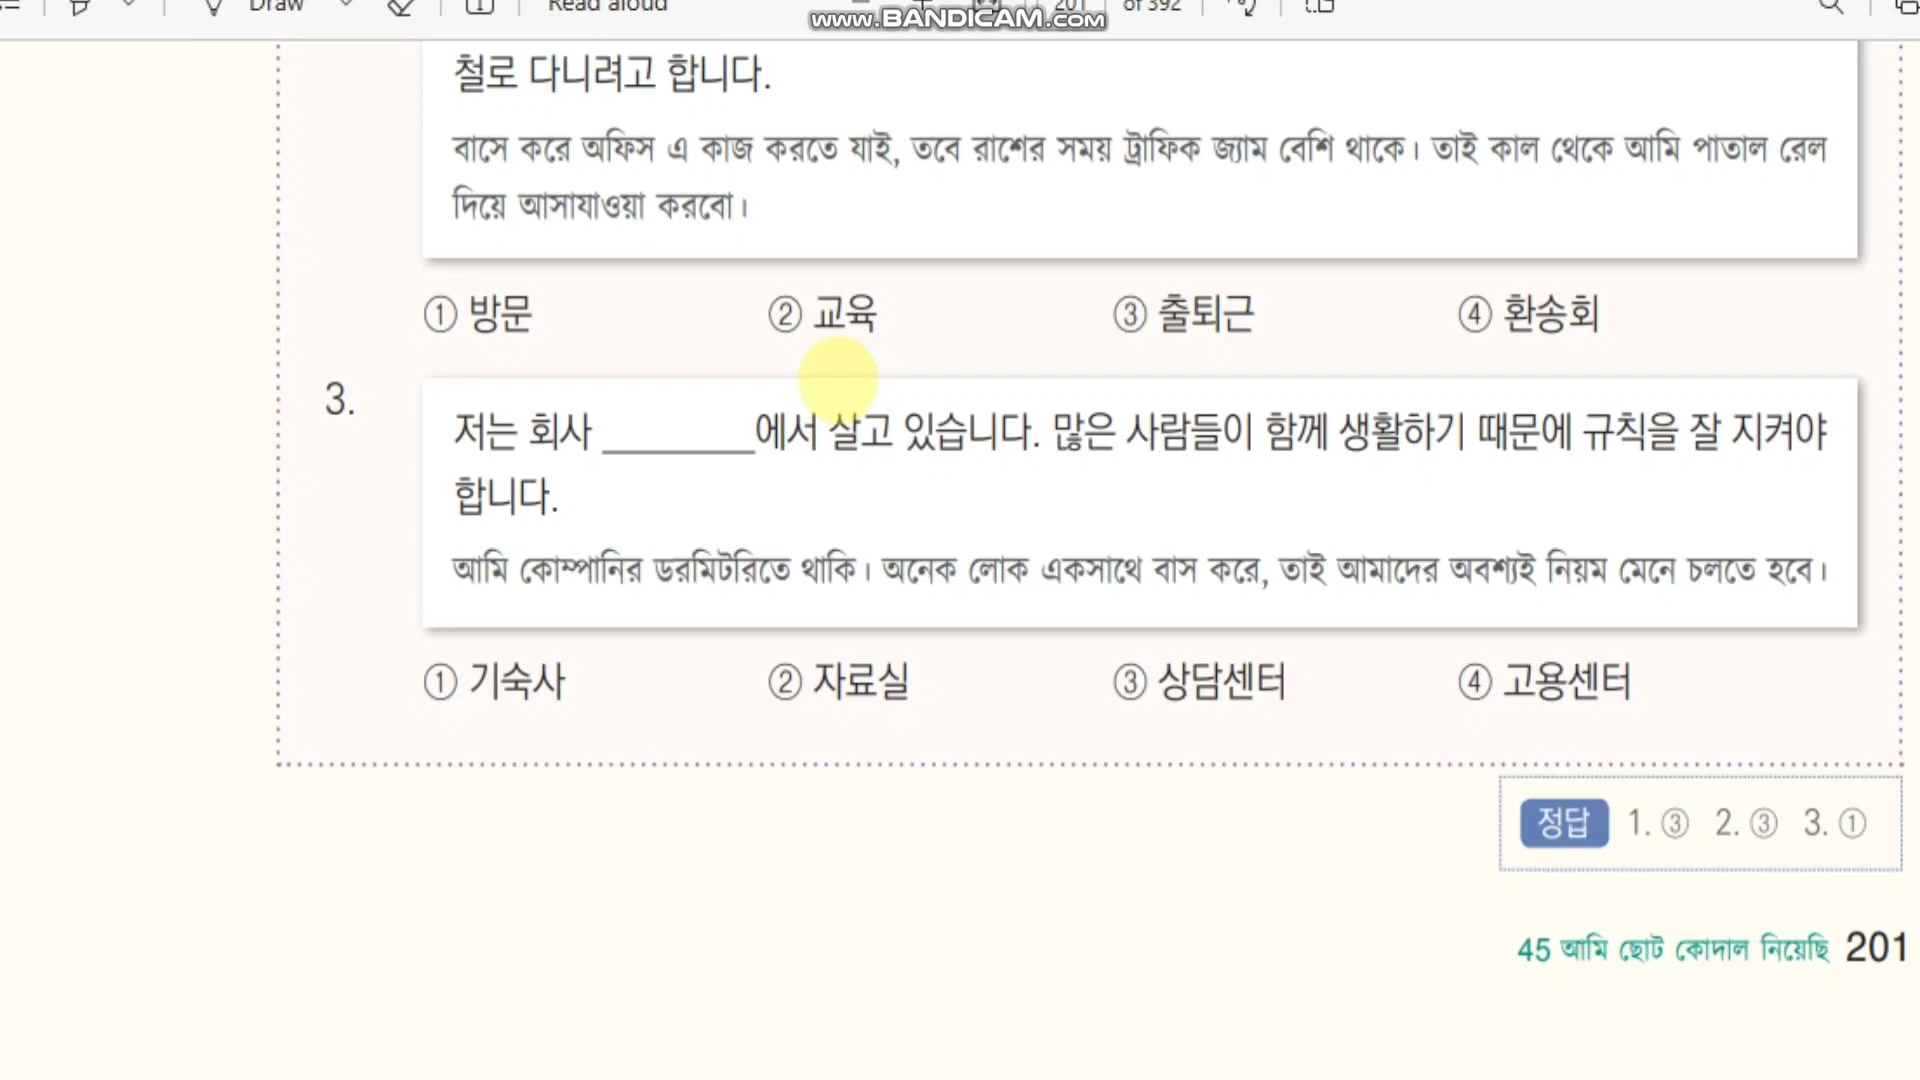 Draw
Read aloud
201 of 392
www.BANDICAM.com
철로 다니려고 합니다.
বাসে করে অফিস এ কাজ করতে যাই, তবে রাশের সময় ট্রাফিক জ্যাম বেশি থাকে। তাই কাল থেকে আমি পাতাল রেল
দিয়ে আসাযাওয়া করবো।
① 방문 ② 교육 ③ 출퇴근 ④ 환송회
3.
저는 회사 ________에서 살고 있습니다. 많은 사람들이 함께 생활하기 때문에 규칙을 잘 지켜야
합니다.
আমি কোম্পানির ডরমিটরিতে থাকি। অনেক লোক একসাথে বাস করে, তাই আমাদের অবশ্যই নিয়ম মেনে চলতে হবে।
① 기숙사 ② 자료실 ③ 상담센터 ④ 고용센터
정답 1. ③ 2. ③ 3. ①
45 আমি ছোট কোদাল নিয়েছি 201